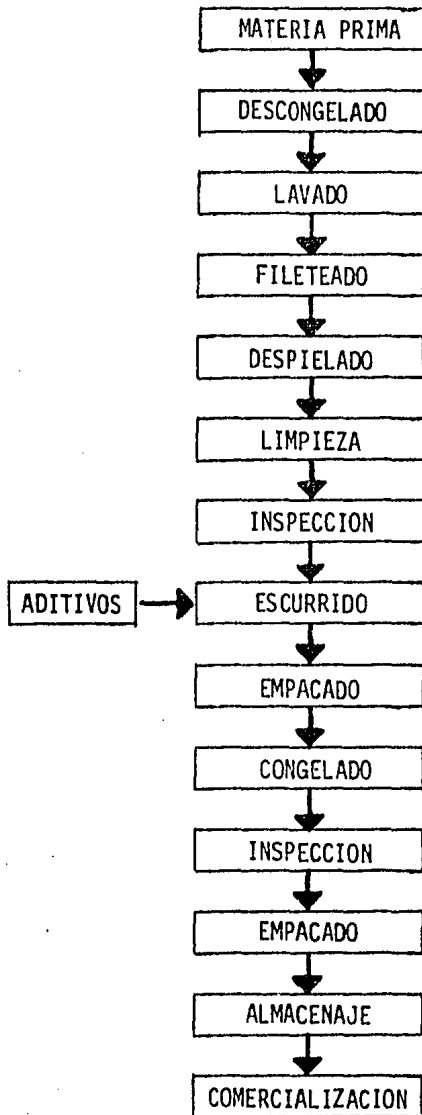 MATERIA PRIMA
DESCONGELADO
LAVADO
FILETEADO
DESPIELADO
LIMPIEZA
INSPECCION
ADITIVOS
ESCURRIDO
EMPACADO
CONGELADO
INSPECCION
EMPACADO
ALMACENAJE
COMERCIALIZACION